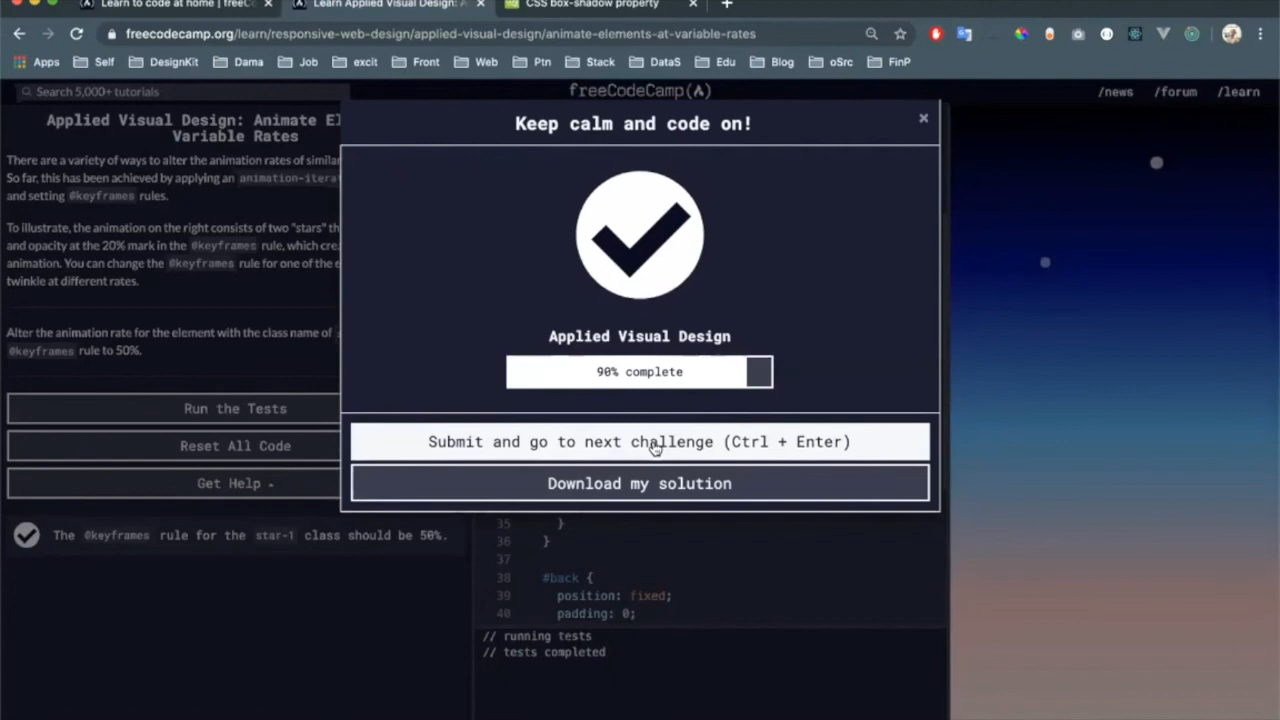 Learn to code at home | freeC
Learn Applied Visual Design: A
CSS box-shadow property
freecodecamp.org/learn/responsive-web-design/applied-visual-design/animate-elements-at-variable-rates
Apps Self DesignKit Dama Job excit Front Web Ptn Stack DataS Edu Blog oSrc FinP
Search 5,000+ tutorials
freeCodeCamp
/news /forum /learn
Applied Visual Design: Animate El
Variable Rates
There are a variety of ways to alter the animation rates of similar
So far, this has been achieved by applying an animation-iterat
and setting @keyframes rules.
To illustrate, the animation on the right consists of two "stars" th
and opacity at the 20% mark in the @keyframes rule, which cre
animation. You can change the @keyframes rule for one of the e
twinkle at different rates.
Alter the animation rate for the element with the class name of
@keyframes rule to 50%.
Run the Tests
Reset All Code
Get Help
The @keyframes rule for the star-1 class should be 50%.
Keep calm and code on!
×
Applied Visual Design
90% complete
Submit and go to next challenge (Ctrl + Enter)
Download my solution
35 }
36 }
37
38 #back {
39 position: fixed;
40 padding: 0;
// running tests
// tests completed